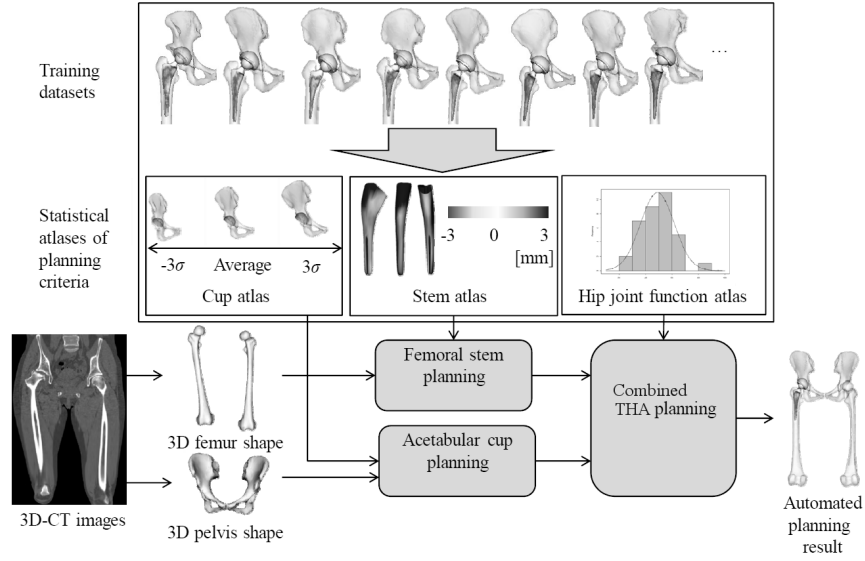 Training
datasets
...
Statistical
atlases of
planning
criteria
-3σ Average 3σ
Cup atlas
-3 0 3
[mm]
Stem atlas
Hip joint function atlas
3D-CT images
3D femur shape
3D pelvis shape
Femoral stem
planning
Acetabular cup
planning
Combined
THA planning
Automated
planning
result